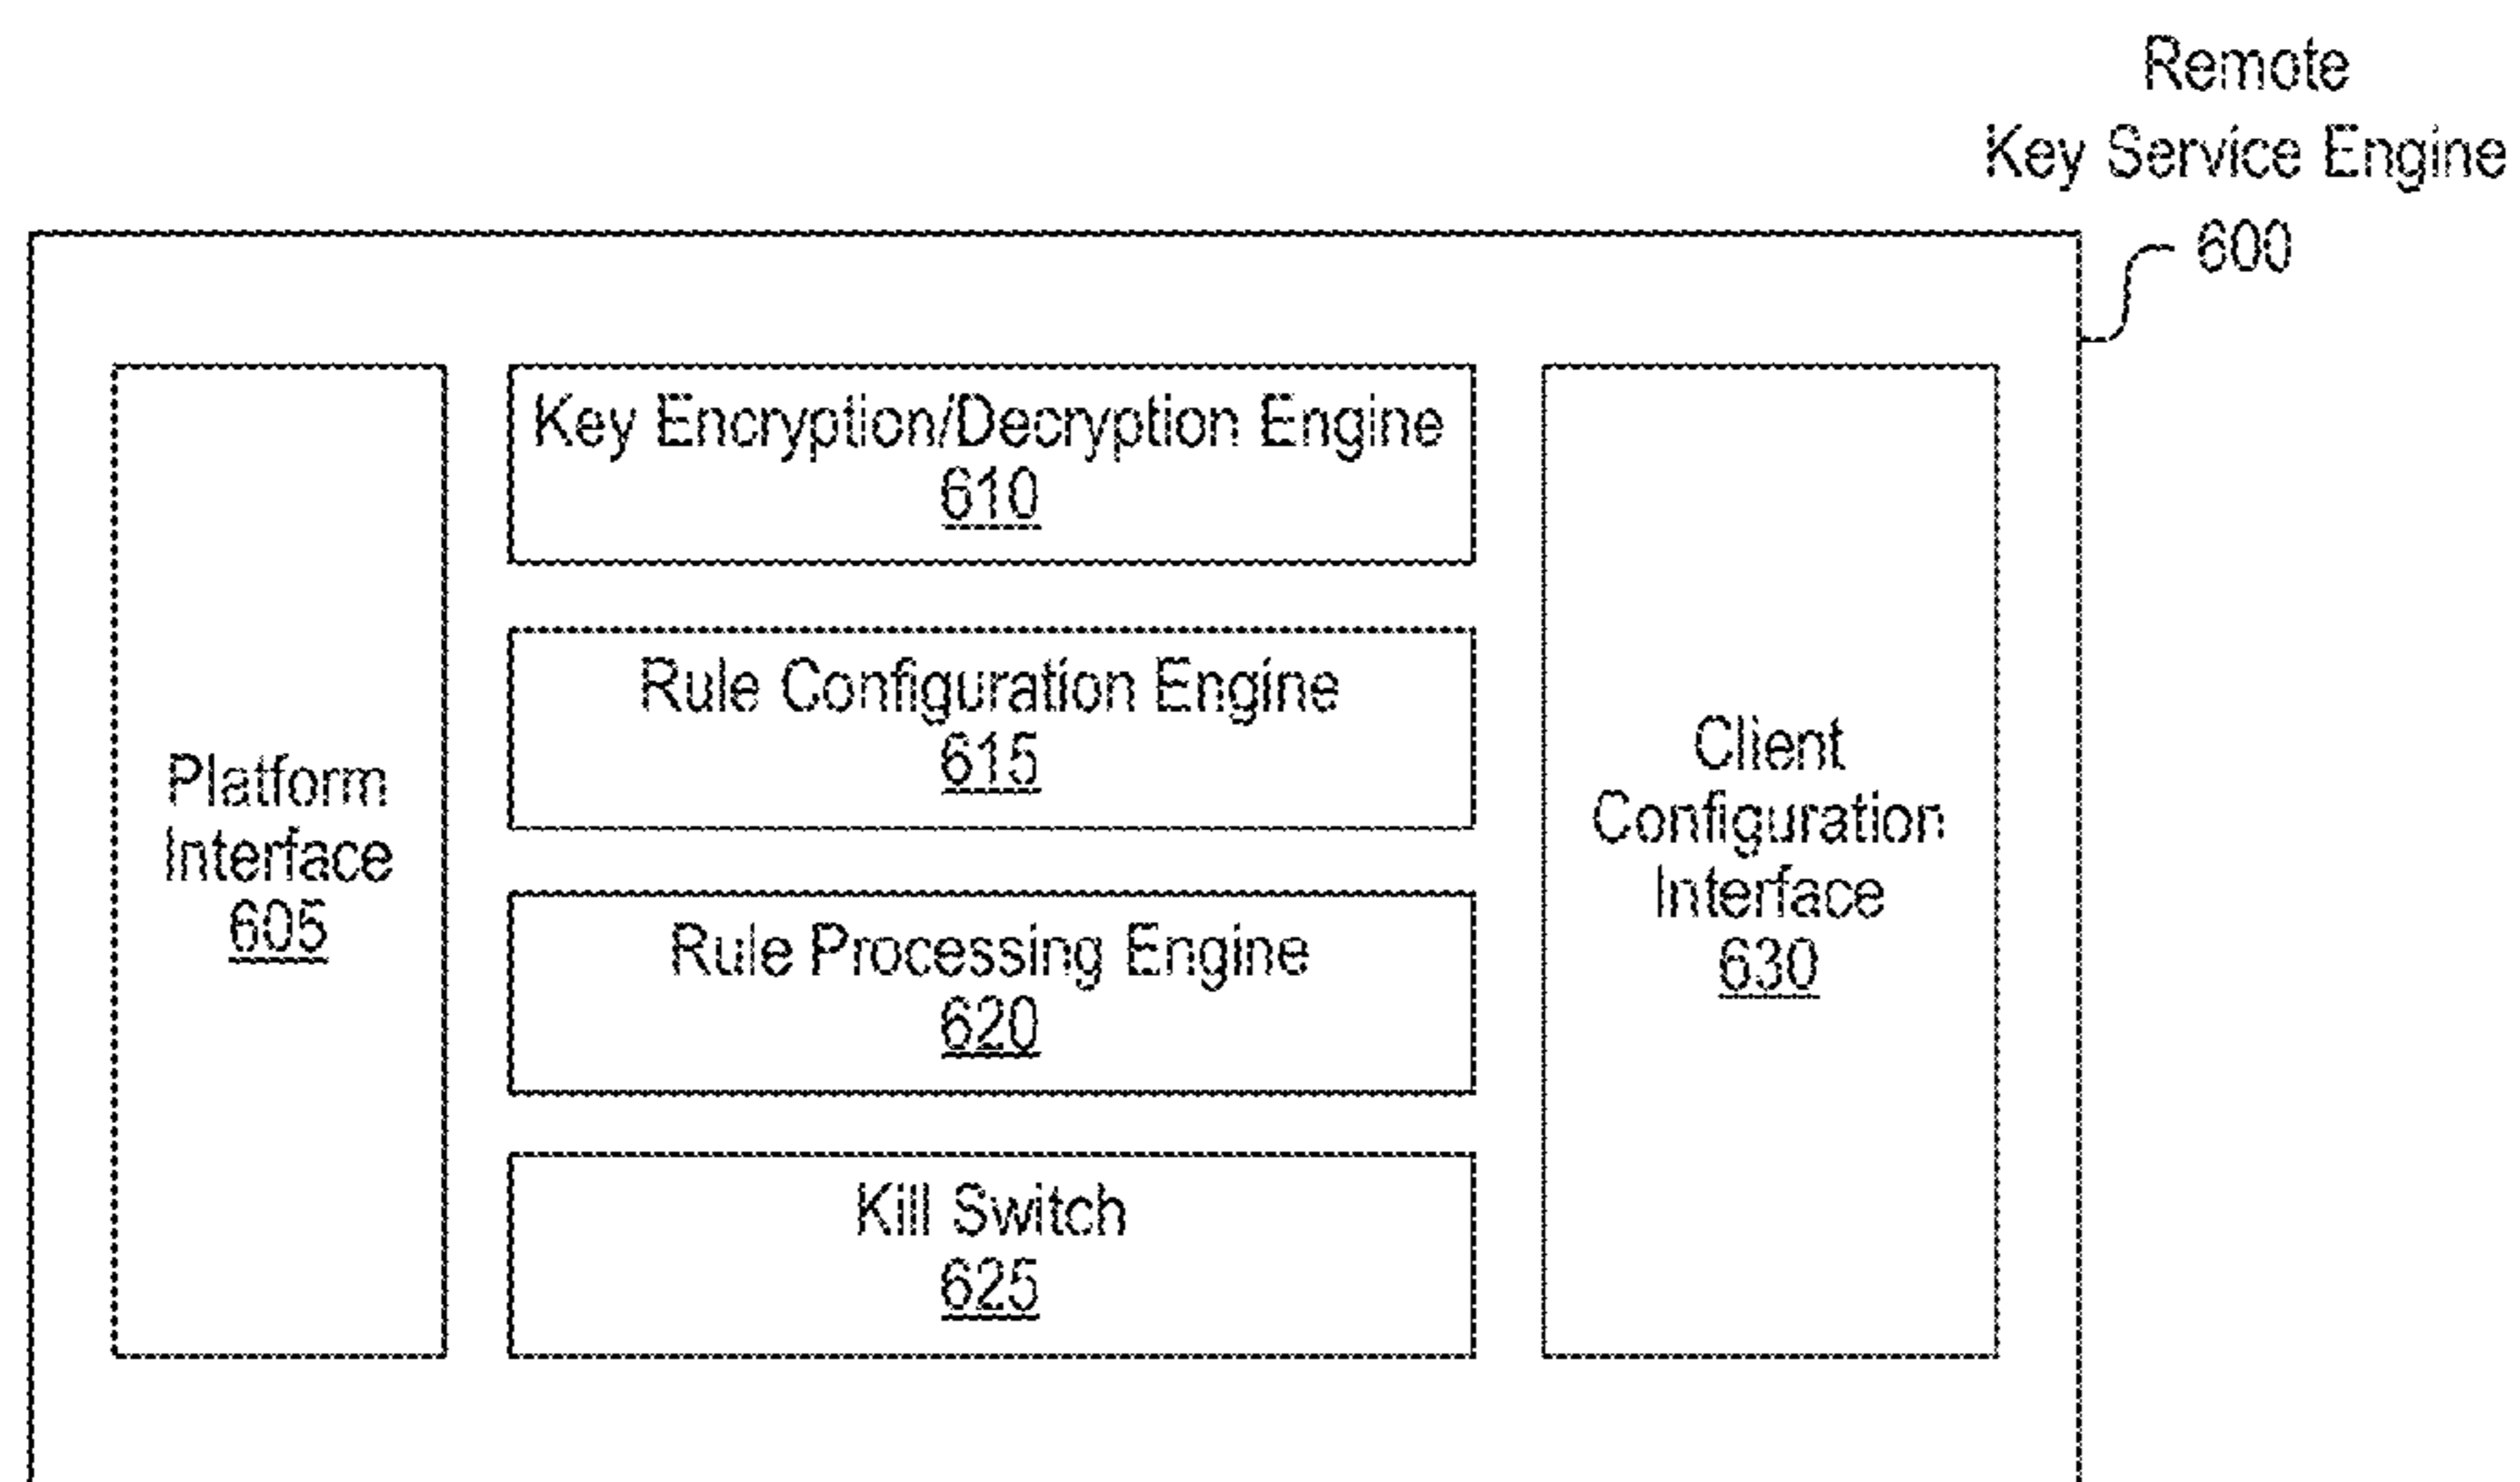 Remote
Key Service Engine
600
Key Encryption/Decryption Engine
610
Rule Configuration Engine
615
Platform
Interface
605
Client
Configuration
Interface
630
Rule Processing Engine
620
Kill Switch
625